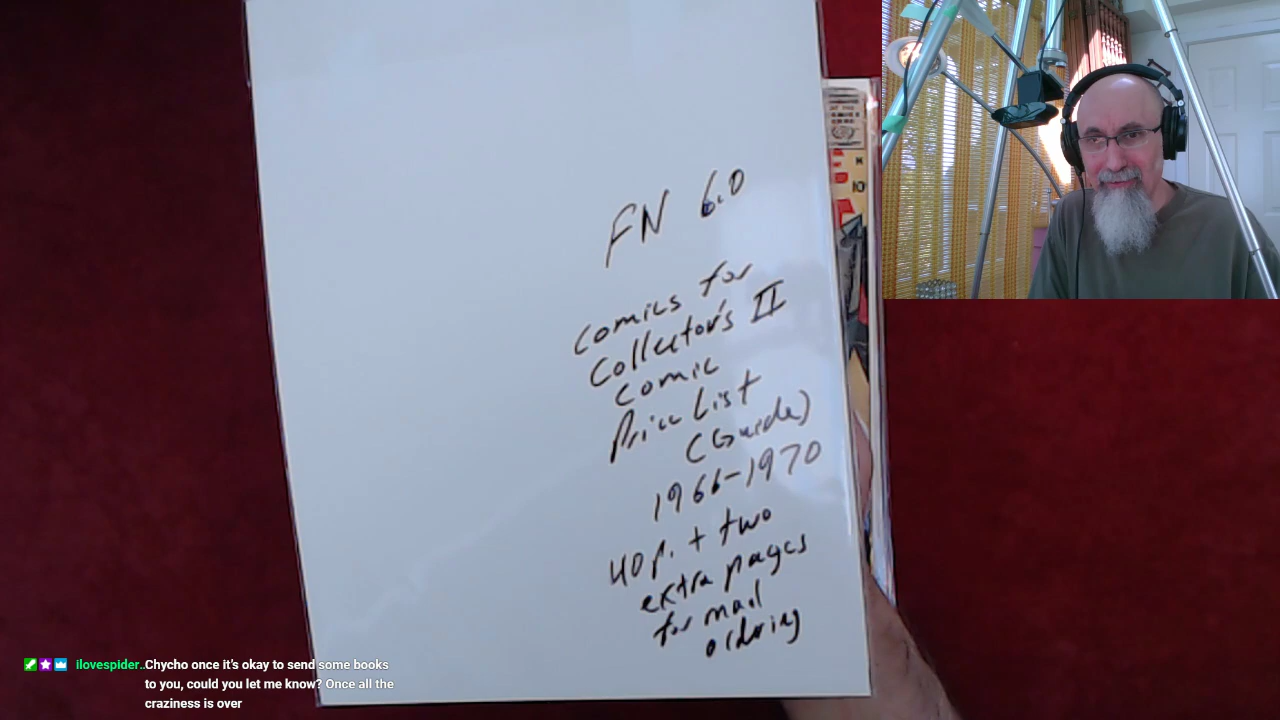 FN 6.0
Comics for
Collector's II
Comic
Price List
(Guide)
1966-1970
40 p. + two
extra pages
for mail
ordering
10
ilovespider..Chycho once it's okay to send some books
to you, could you let me know? Once all the
craziness is over